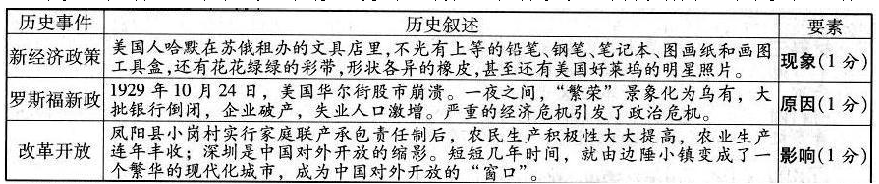 历史事件 历史叙述 要素
新经济政策 美国人哈默在苏俄租办的文具店里,不光有上等的铅笔、钢笔、笔记本、图画纸和画图
工具盒,还有花花绿绿的彩带,形状各异的橡皮,甚至还有美国好莱坞的明星照片。 现象(1分)
罗斯福新政 1929年10月24日,美国华尔街股市崩溃。一夜之间,“繁荣”景象化为乌有,大
批银行倒闭,企业破产,失业人口激增。严重的经济危机引发了政治危机。 原因(1分)
改革开放 凤阳县小岗村实行家庭联产承包责任制后,农民生产积极性大大提高,农业生产
连年丰收;深圳是中国对外开放的缩影。短短几年时间,就由边陲小镇变成了一
个繁华的现代化城市,成为中国对外开放的“窗口”。 影响(1分)